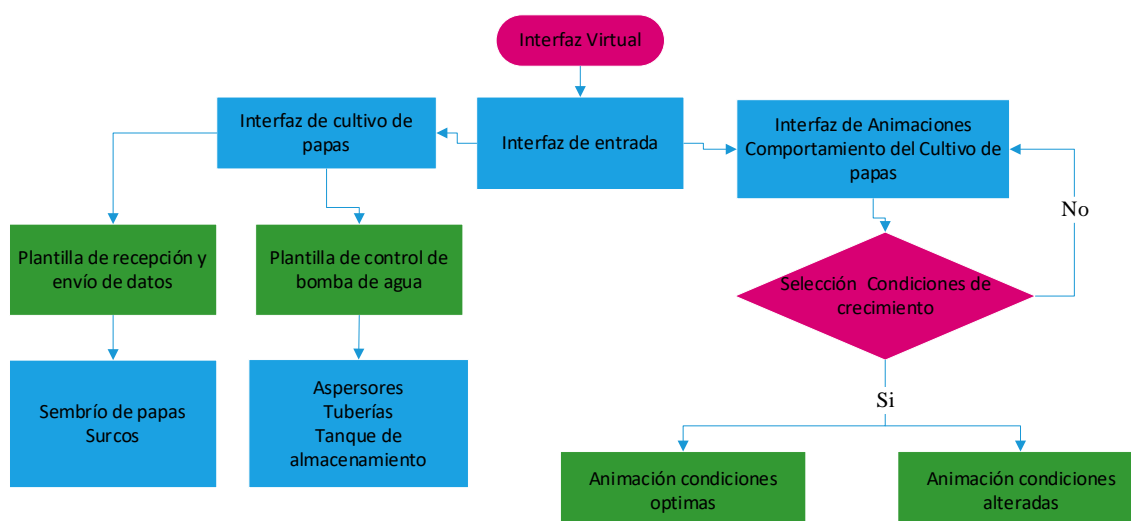 Interfaz Virtual
Interfaz de cultivo de
papas
Interfaz de entrada
Interfaz de Animaciones
Comportamiento del Cultivo de
papas
No
Plantilla de recepción y
envío de datos
Plantilla de control de
bomba de agua
Selección  Condiciones de
crecimiento
Sembrío de papas
Surcos
Aspersores
Tuberías
Tanque de
almacenamiento
Si
Animación condiciones
optimas
Animación condiciones
alteradas